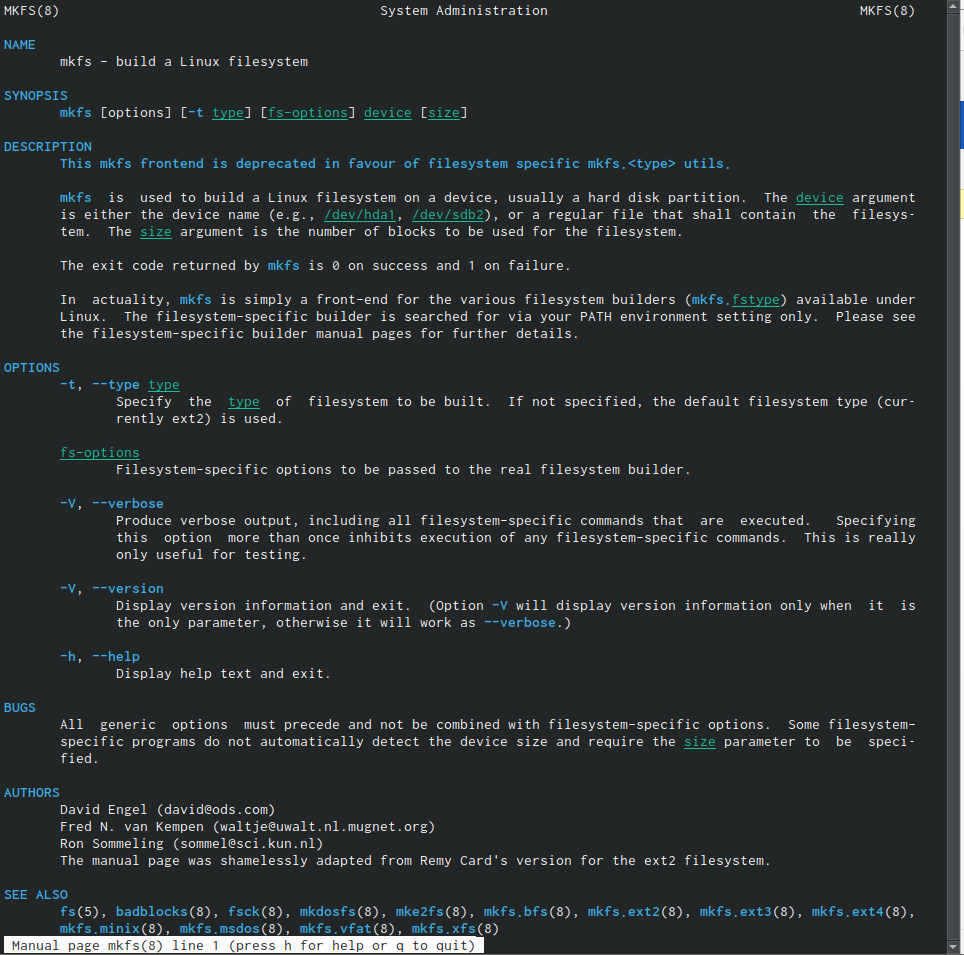 MKFS(8) System Administration MKFS(8)
NAME
mkfs - build a Linux filesystem
SYNOPSIS
mkfs [options] [-t type] [fs-options] device [size]
DESCRIPTION
This mkfs frontend is deprecated in favour of filesystem specific mkfs.<type> utils.
mkfs is used to build a Linux filesystem on a device, usually a hard disk partition. The device argument
is either the device name (e.g., /dev/hda1, /dev/sdb2), or a regular file that shall contain the filesys-
tem. The size argument is the number of blocks to be used for the filesystem.
The exit code returned by mkfs is 0 on success and 1 on failure.
In actuality, mkfs is simply a front-end for the various filesystem builders (mkfs.fstype) available under
Linux. The filesystem-specific builder is searched for via your PATH environment setting only. Please see
the filesystem-specific builder manual pages for further details.
OPTIONS
-t, --type type
Specify the type of filesystem to be built. If not specified, the default filesystem type (cur-
rently ext2) is used.
fs-options
Filesystem-specific options to be passed to the real filesystem builder.
-V, --verbose
Produce verbose output, including all filesystem-specific commands that are executed. Specifying
this option more than once inhibits execution of any filesystem-specific commands. This is really
only useful for testing.
-V, --version
Display version information and exit. (Option -V will display version information only when it is
the only parameter, otherwise it will work as --verbose.)
-h, --help
Display help text and exit.
BUGS
All generic options must precede and not be combined with filesystem-specific options. Some filesystem-
specific programs do not automatically detect the device size and require the size parameter to be speci-
fied.
AUTHORS
David Engel (david@ods.com)
Fred N. van Kempen (waltje@uwalt.nl.mugnet.org)
Ron Sommeling (sommel@sci.kun.nl)
The manual page was shamelessly adapted from Remy Card's version for the ext2 filesystem.
SEE ALSO
fs(5), badblocks(8), fsck(8), mkdosfs(8), mke2fs(8), mkfs.bfs(8), mkfs.ext2(8), mkfs.ext3(8), mkfs.ext4(8),
mkfs.minix(8), mkfs.msdos(8), mkfs.vfat(8), mkfs.xfs(8)
Manual page mkfs(8) line 1 (press h for help or q to quit)